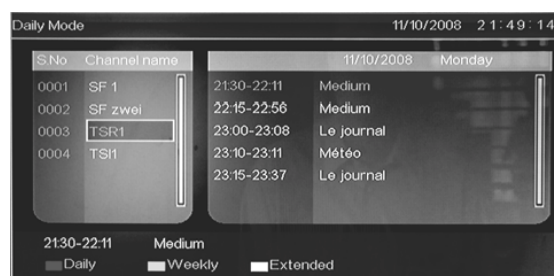 Daily Mode 11/10/2008 21:49:14
S.No Channel name
0001 SF 1
0002 SF zwei
0003 TSR1
0004 TSI1
11/10/2008 Monday
21:30-22:11 Medium
22:15-22:56 Medium
23:00-23:08 Le journal
23:10-23:11 Météo
23:15-23:37 Le journal
21:30-22:11 Medium
Daily Weekly Extended